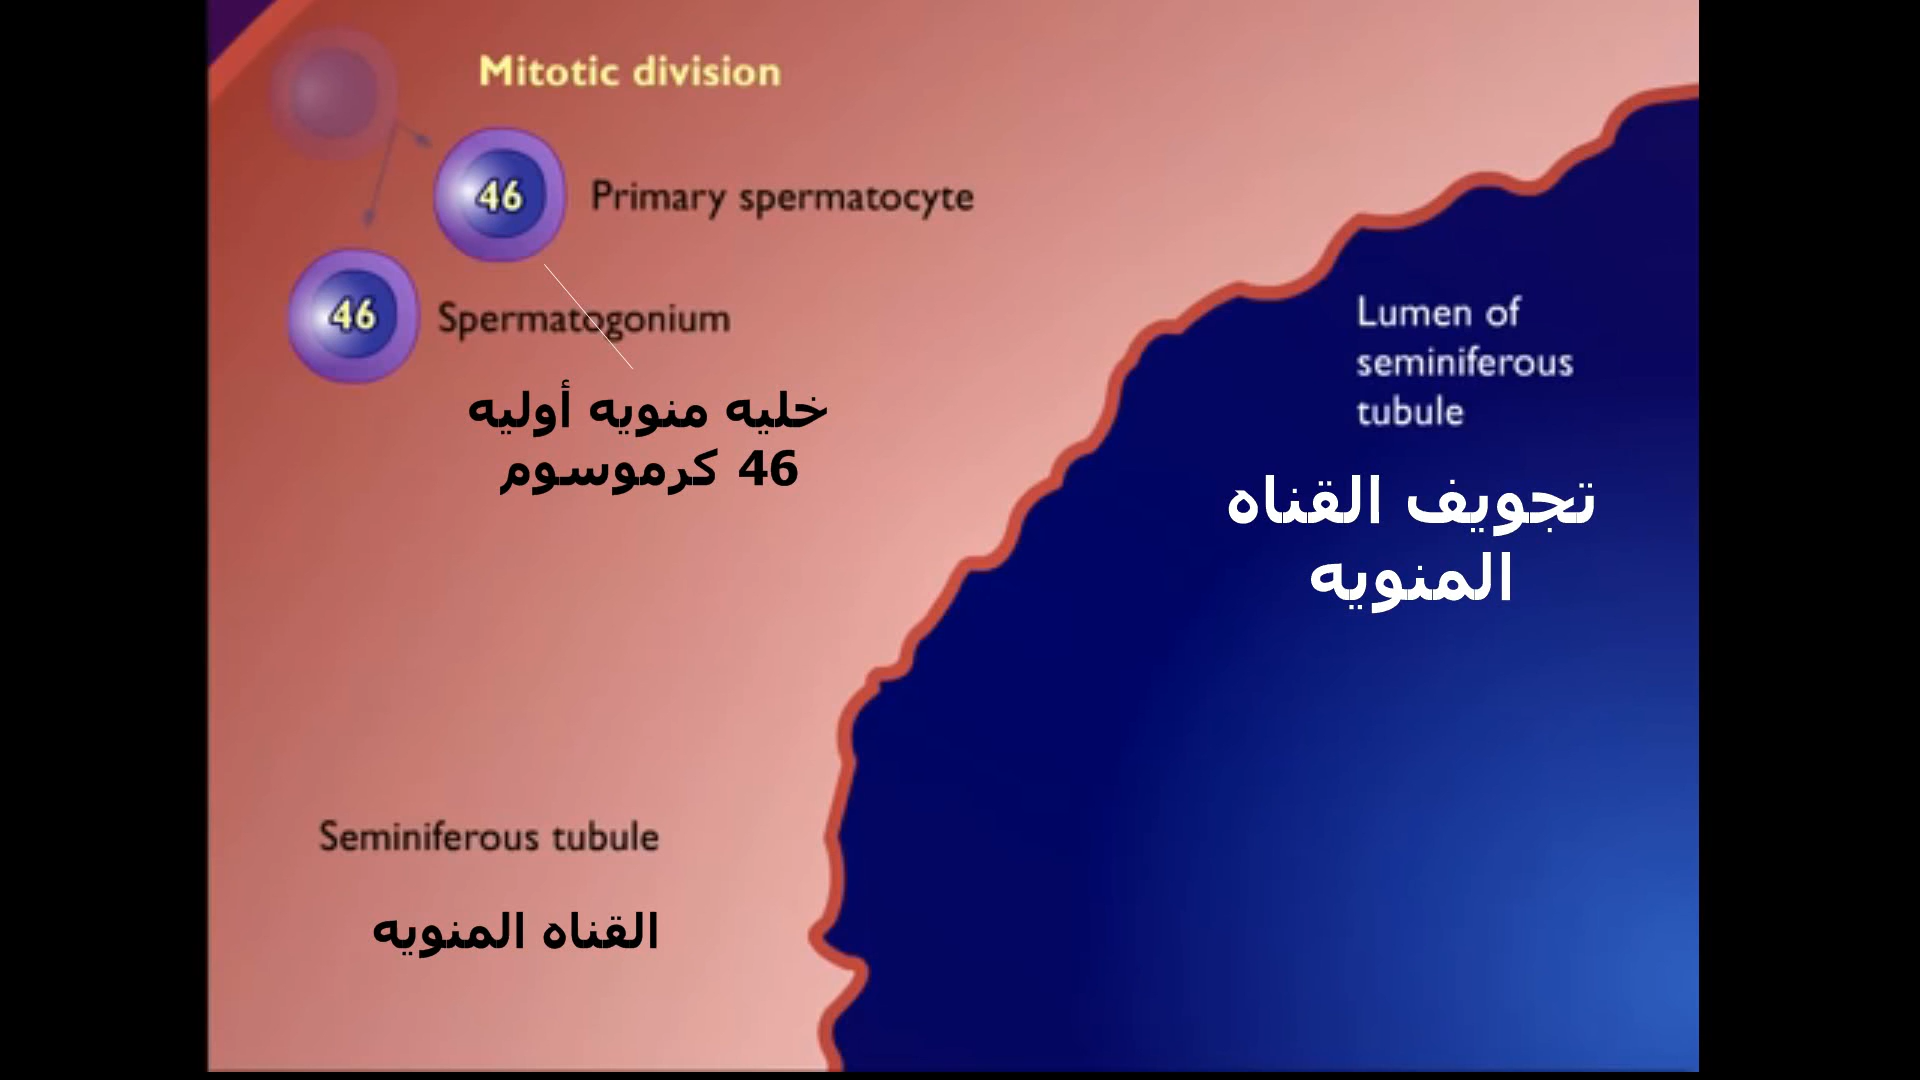 Mitotic division
46
Primary spermatocyte
46
Spermatogonium
خليه منويه أوليه
46 كرموسوم
Lumen of
seminiferous
tubule
تجويف القناه
المنويه
Seminiferous tubule
القناه المنويه